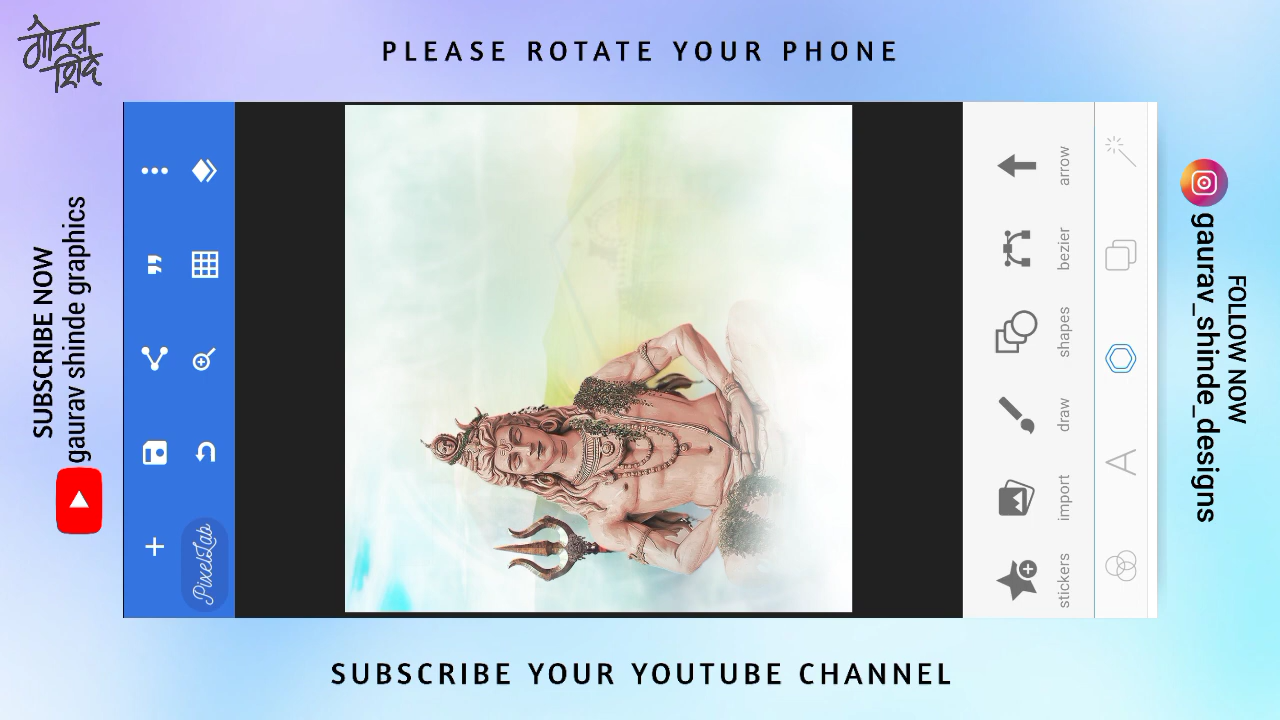 गौरव
शिंदे
PLEASE ROTATE YOUR PHONE
SUBSCRIBE NOW
gaurav shinde graphics
PixelLab
arrow
bezier
shapes
draw
import
stickers
A
FOLLOW NOW
gaurav_shinde_designs
SUBSCRIBE YOUR YOUTUBE CHANNEL